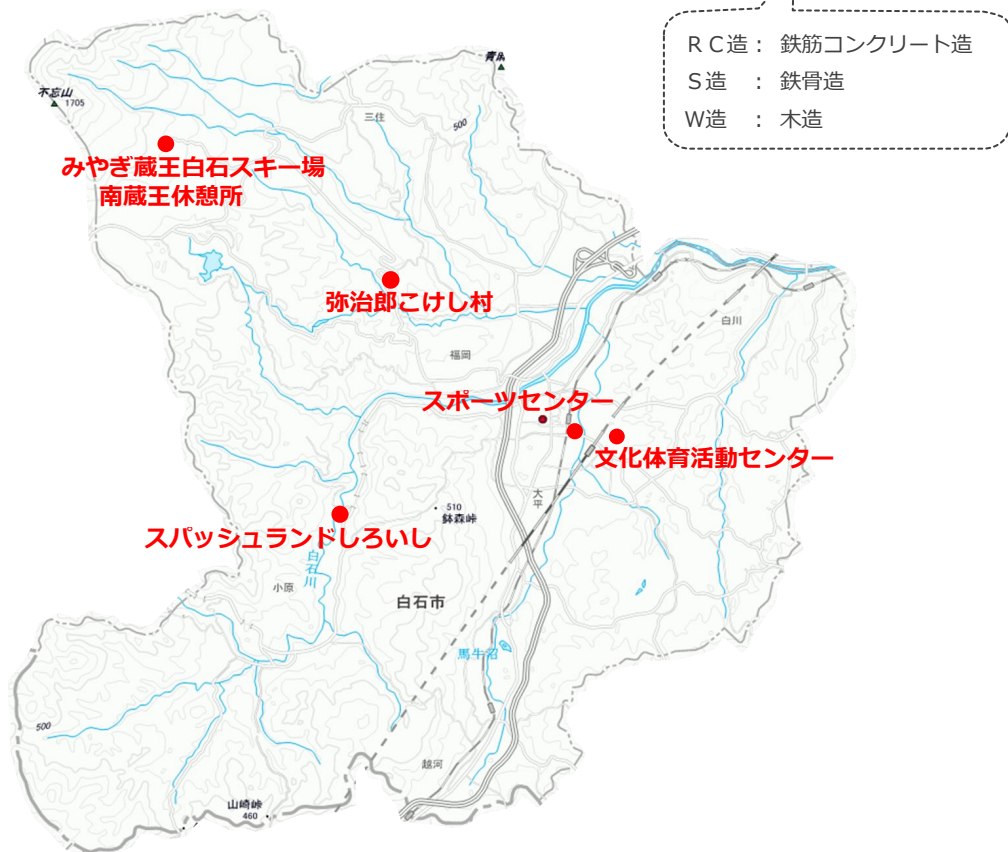 ＲＣ造： 鉄筋コンクリート造
Ｓ造　： 鉄骨造
W造　： 木造
不忘山
1705
三住
500
みやぎ蔵王白石スキー場
南蔵王休憩所
弥治郎こけし村
白川
福岡
スポーツセンター
文化体育活動センター
大平
510
鉢森峠
スパッシュランドしろいし
白石川
小原
白石市
馬牛沼
500
越河
山崎峠
460